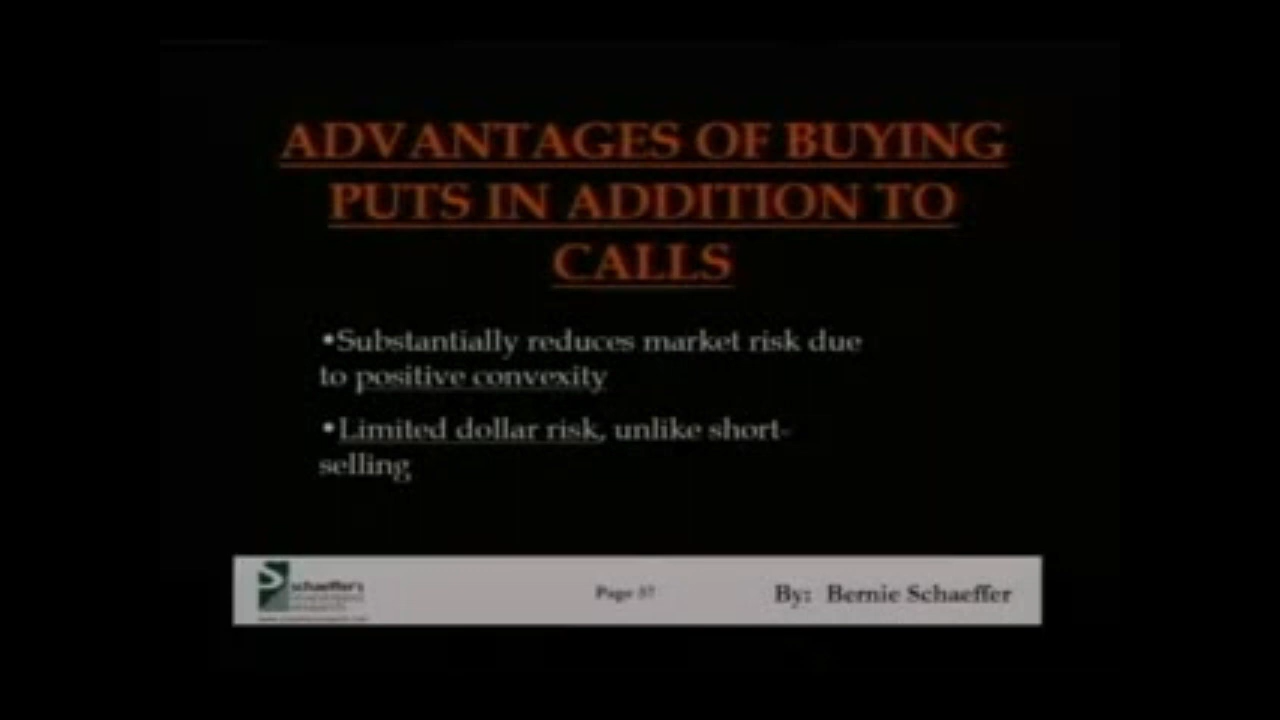 ADVANTAGES OF BUYING
PUTS IN ADDITION TO
CALLS
•Substantially reduces market risk due
to positive convexity
•Limited dollar risk, unlike short-
selling
schaeffer's
Page 37
By: Bernie Schaeffer